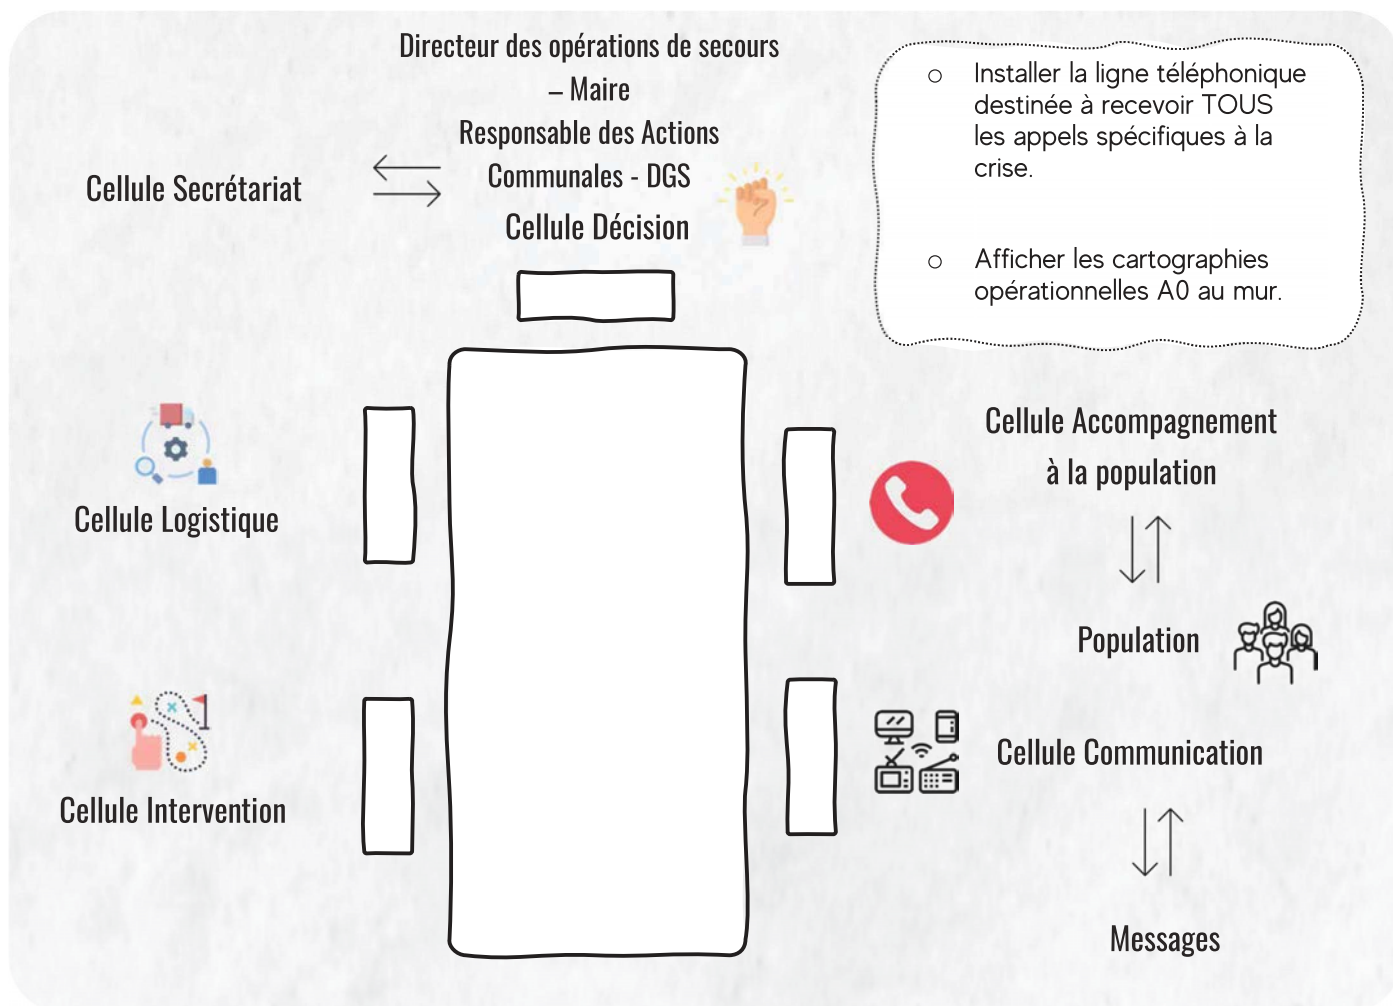 Directeur des opérations de secours
– Maire
Responsable des Actions
Communales - DGS
Cellule Décision
Cellule Secrétariat
○ Installer la ligne téléphonique
destinée à recevoir TOUS
les appels spécifiques à la
crise.
○ Afficher les cartographies
opérationnelles A0 au mur.
Cellule Logistique
Cellule Intervention
Cellule Accompagnement
à la population
Population
Cellule Communication
Messages